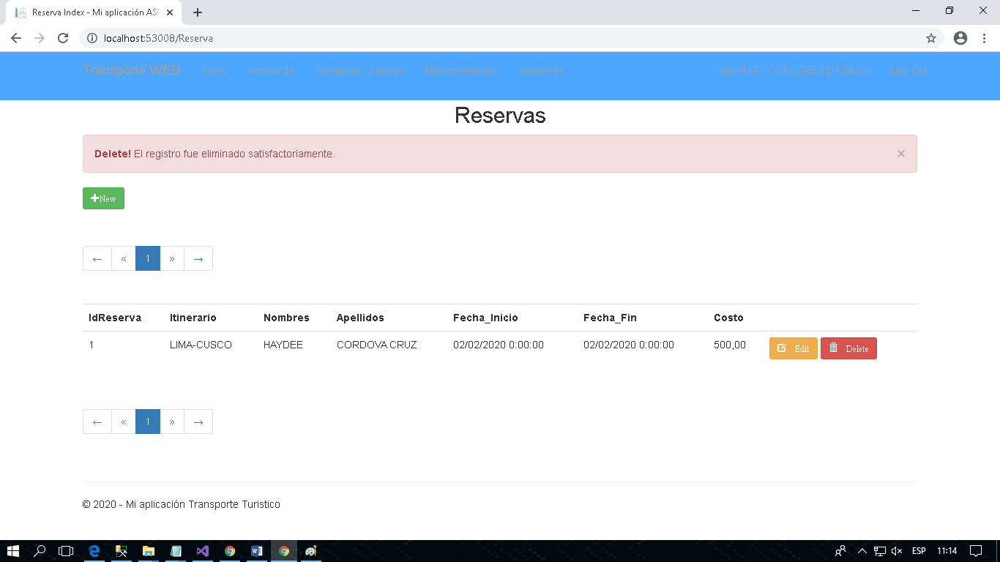 Reserva Index - Mi aplicación ASP
localhost:53008/Reserva
Transporte WEB Inicio Acerca de Mantener Ordenes Mantenimientos Reservas Log Out
Reservas
Delete! El registro fue eliminado satisfactoriamente. ×
+New
← « 1 » →
IdReserva Itinerario Nombres Apellidos Fecha_Inicio Fecha_Fin Costo
1 LIMA-CUSCO HAYDEE CORDOVA CRUZ 02/02/2020 0:00:00 02/02/2020 0:00:00 500,00 Edit Delete
← « 1 » →
© 2020 - Mi aplicación Transporte Turistico
ESP 11:14